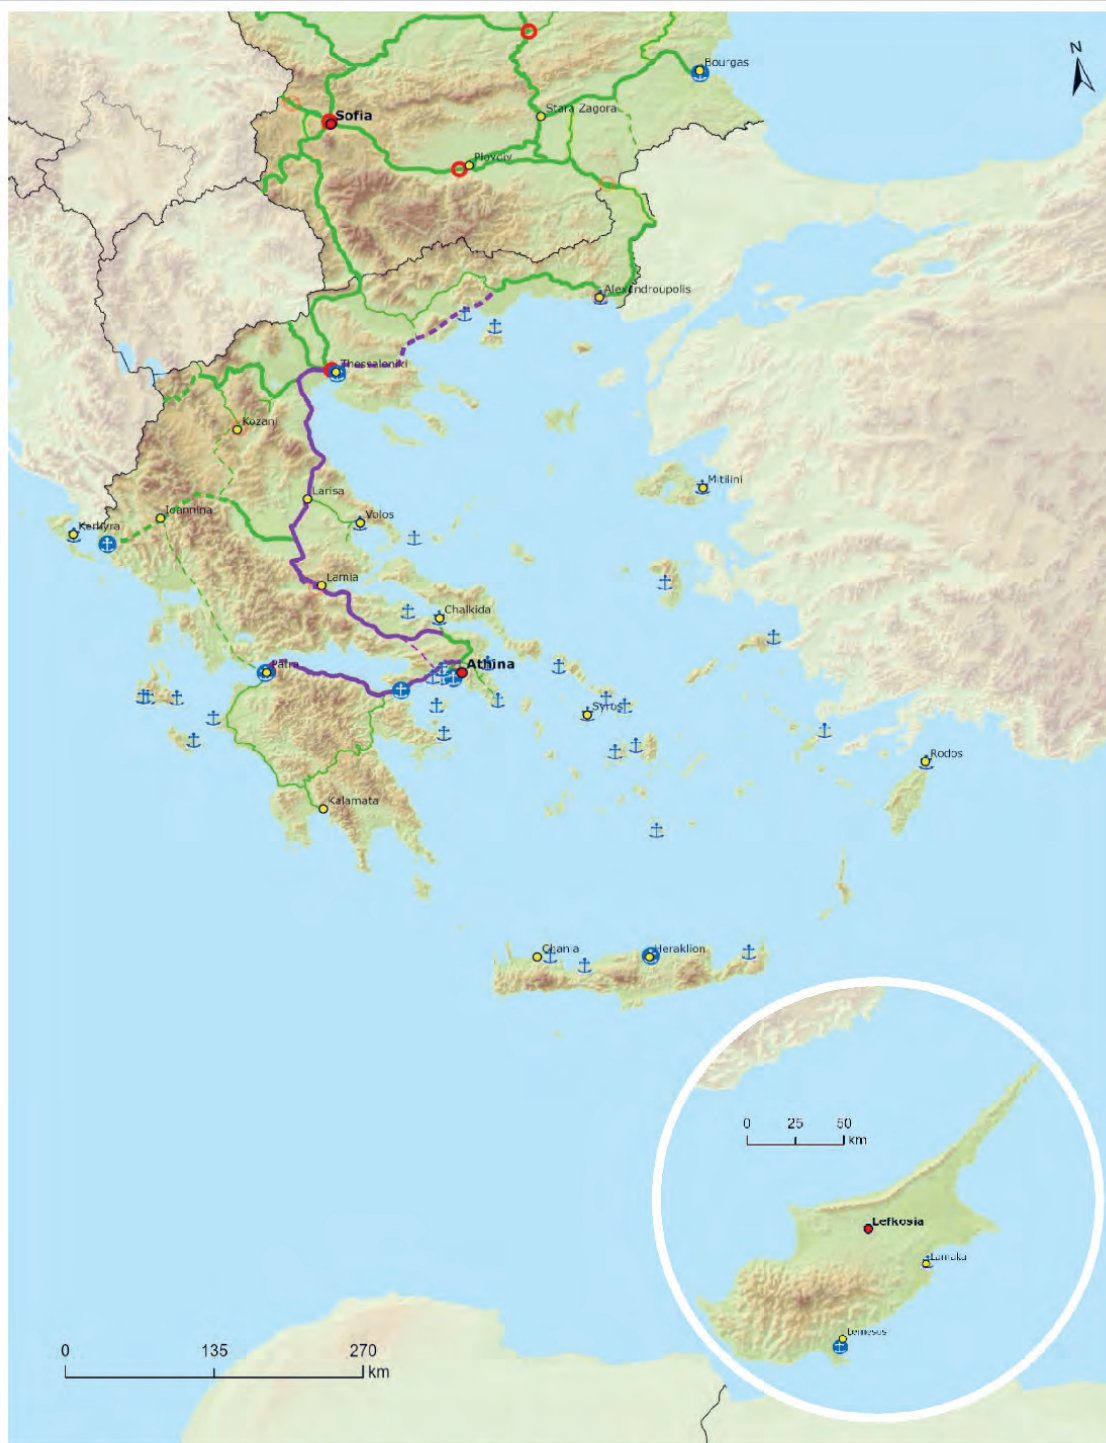 N
Bourgas
Stara Zagora
Sofia
Plovdiv
Alexandroupolis
Thessaloniki
Kozani
Mitilini
Larisa
Ioannina
Volos
Kerkyra
Lamia
Chalkida
Patra
Athina
Syros
Rodos
Kalamata
Chania
Heraklion
0 25 50
km
Lefkosia
Larnaka
Lemesos
0 135 270
km